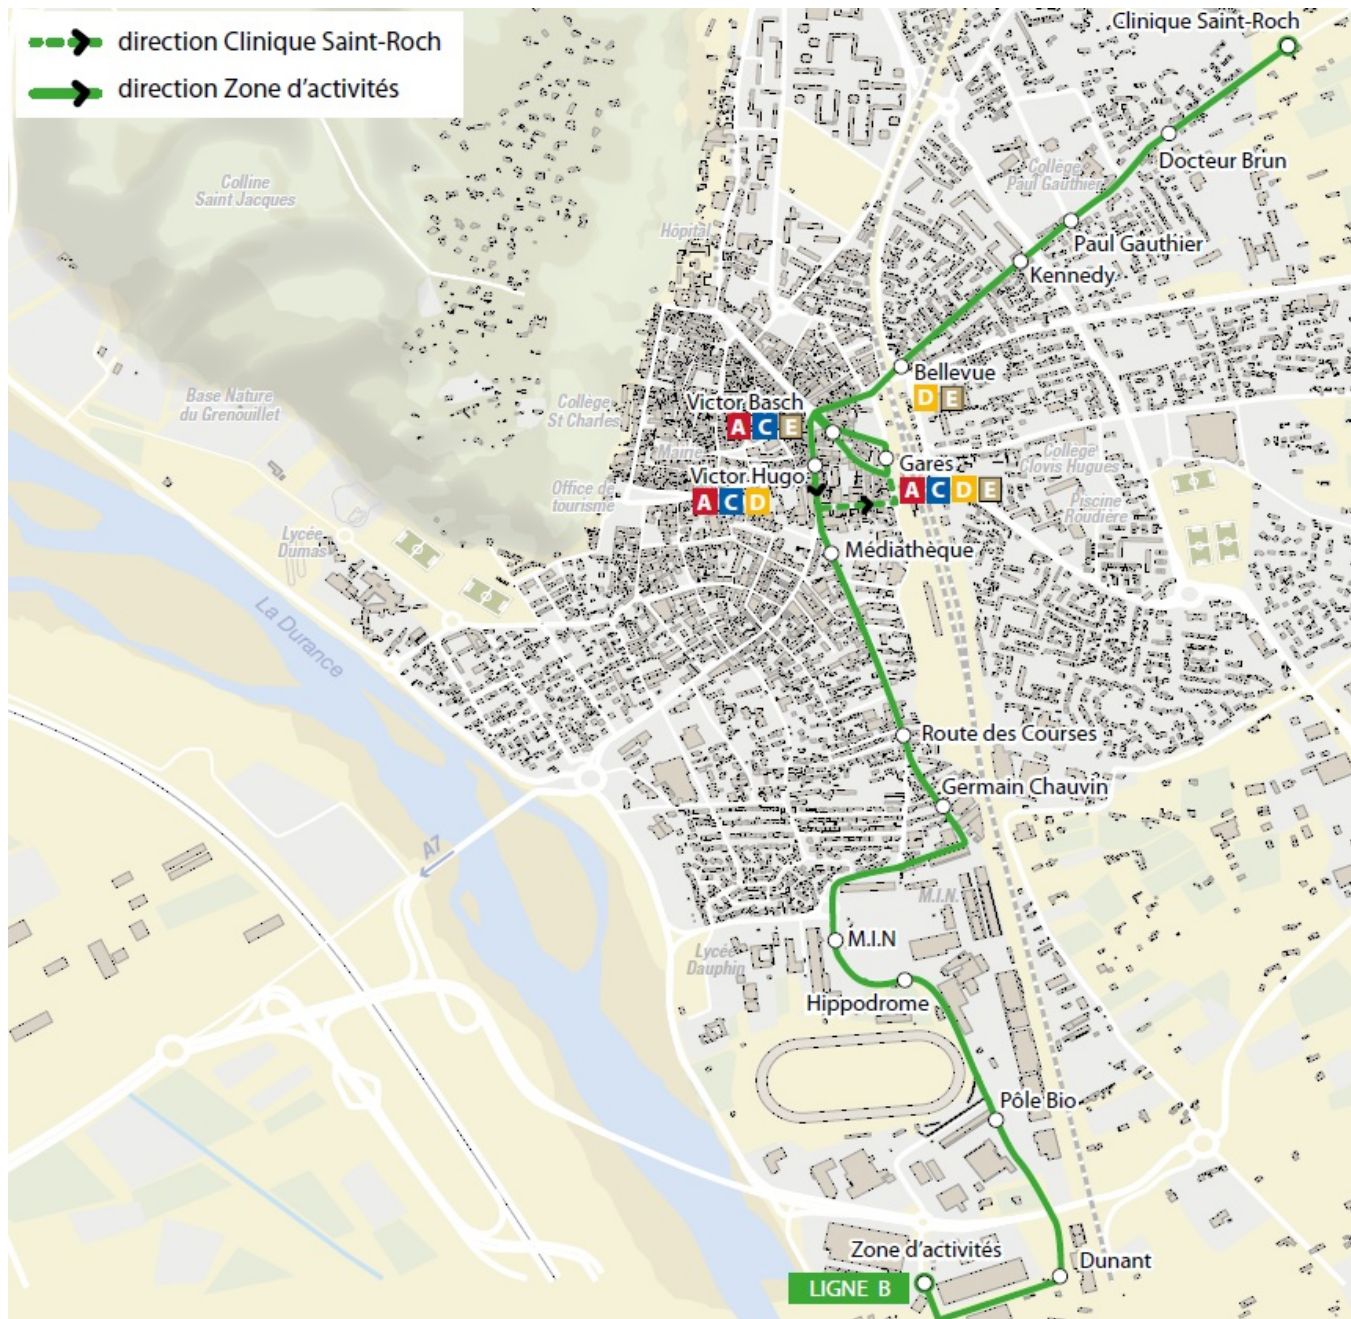 direction Clinique Saint-Roch
direction Zone d'activités
Clinique Saint-Roch
Docteur Brun
Collège
Paul Gauthier
Colline
Saint Jacques
Hôpital
Paul Gauthier
Kennedy
Bellevue
D E
Base Nature
du Grenouillet
Collège
St Charles
Victor Basch
A C E
Mairie
Gares
A C D E
Collège
Clovis Hugues
Victor Hugo
A C D
Office de
tourisme
Piscine
Roudière
Lycée
Dumas
Médiathèque
La Durance
Route des Courses
Germain Chauvin
A7
M.I.N.
Lycée
Dauphin
M.I.N
Hippodrome
Pôle Bio
Zone d'activités
Dunant
LIGNE B